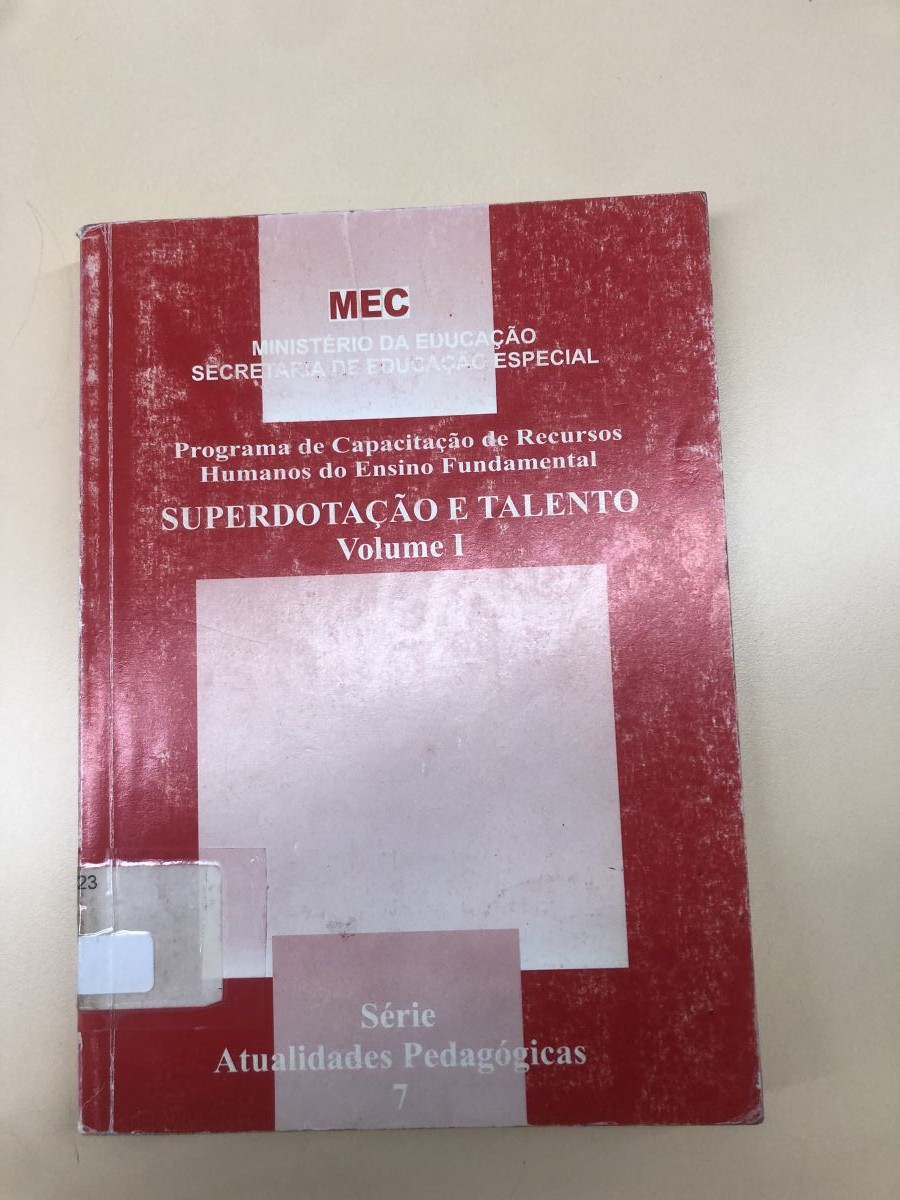 MEC
MINISTÉRIO DA EDUCAÇÃO
SECRETARIA DE EDUCAÇÃO ESPECIAL
Programa de Capacitação de Recursos
Humanos do Ensino Fundamental
SUPERDOTAÇÃO E TALENTO
Volume I
23
Série
Atualidades Pedagógicas
7